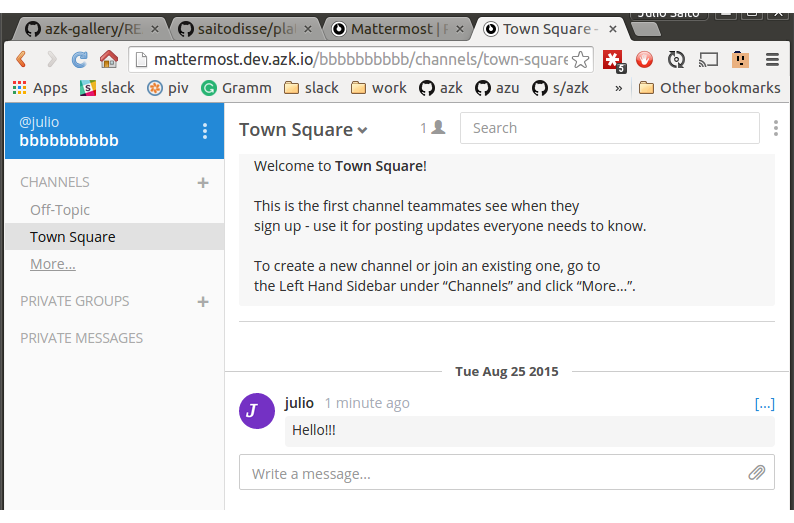 Julio Saito
azk-gallery/RE
saitodisse/pla
Mattermost |
Town Square -
mattermost.dev.azk.io/bbbbbbbbbb/channels/town-square
5
Apps
slack
piv
Gramm
slack
work
azk
azu
s/azk
»
Other bookmarks
@julio
bbbbbbbbbb
Town Square
1
Search
CHANNELS
+
Off-Topic
Town Square
More...
PRIVATE GROUPS
+
PRIVATE MESSAGES
Welcome to Town Square!
This is the first channel teammates see when they
sign up - use it for posting updates everyone needs to know.
To create a new channel or join an existing one, go to
the Left Hand Sidebar under “Channels” and click “More…”.
Tue Aug 25 2015
J
julio 1 minute ago
[...]
Hello!!!
Write a message...